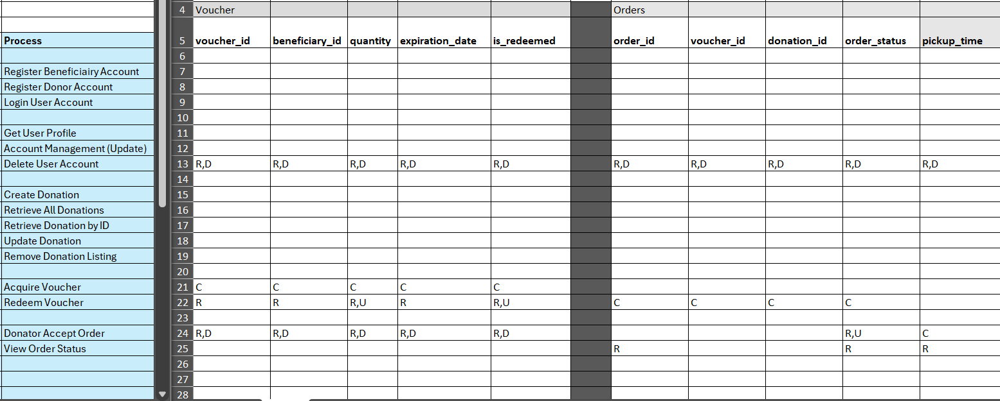 4 Voucher Orders
Process 5 voucher_id beneficiary_id quantity expiration_date is_redeemed order_id voucher_id donation_id order_status pickup_time
6
Register Beneficiairy Account 7
Register Donor Account 8
Login User Account 9
10
Get User Profile 11
Account Management (Update) 12
Delete User Account 13 R,D R,D R,D R,D R,D R,D R,D R,D R,D R,D
14
Create Donation 15
Retrieve All Donations 16
Retrieve Donation by ID 17
Update Donation 18
Remove Donation Listing 19
20
Acquire Voucher 21 C C C C C
Redeem Voucher 22 R R R,U R R,U C C C C
23
Donator Accept Order 24 R,D R,D R,D R,D R,D R,U C
View Order Status 25 R R R
26
27
28